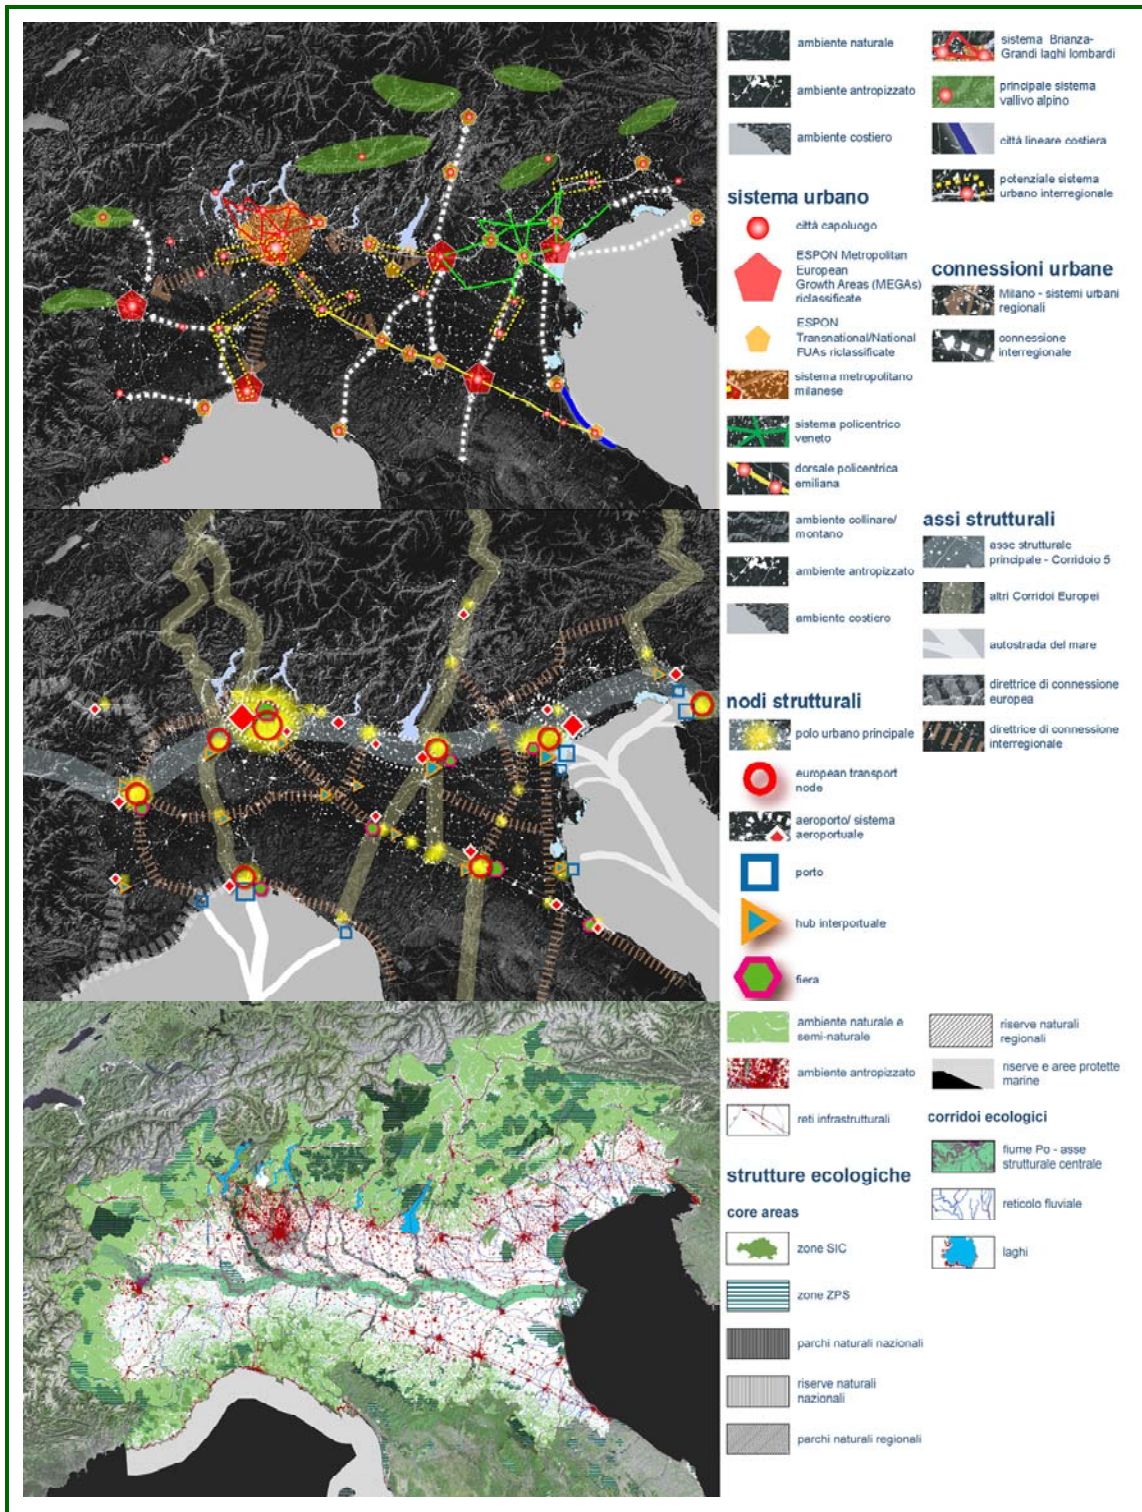 ambiente naturale
ambiente antropizzato
ambiente costiero
sistema urbano
città capoluogo
ESPON Metropolitan
European
Growth Areas (MEGAs)
riclassificate
ESPON
Transnational/National
FUAs riclassificate
sistema metropolitano
milanese
sistema policentrico
veneto
dorsale policentrica
emiliana
sistema Brianza-
Grandi laghi lombardi
principale sistema
vallivo alpino
città lineare costiera
potenziale sistema
urbano interregionale
connessioni urbane
Milano - sistemi urbani
regionali
connessione
interregionale
ambiente collinare/
montano
ambiente antropizzato
ambiente costiero
nodi strutturali
polo urbano principale
european transport
node
aeroporto/ sistema
aeroportuale
porto
hub interportuale
fiera
assi strutturali
asse strutturale
principale - Corridoio 5
altri Corridoi Europei
autostrada del mare
direttrice di connessione
europea
direttrice di connessione
interregionale
ambiente naturale e
semi-naturale
ambiente antropizzato
reti infrastrutturali
strutture ecologiche
core areas
zone SIC
zone ZPS
parchi naturali nazionali
riserve naturali
nazionali
parchi naturali regionali
riserve naturali
regionali
riserve e aree protette
marine
corridoi ecologici
fiume Po - asse
strutturale centrale
reticolo fluviale
laghi